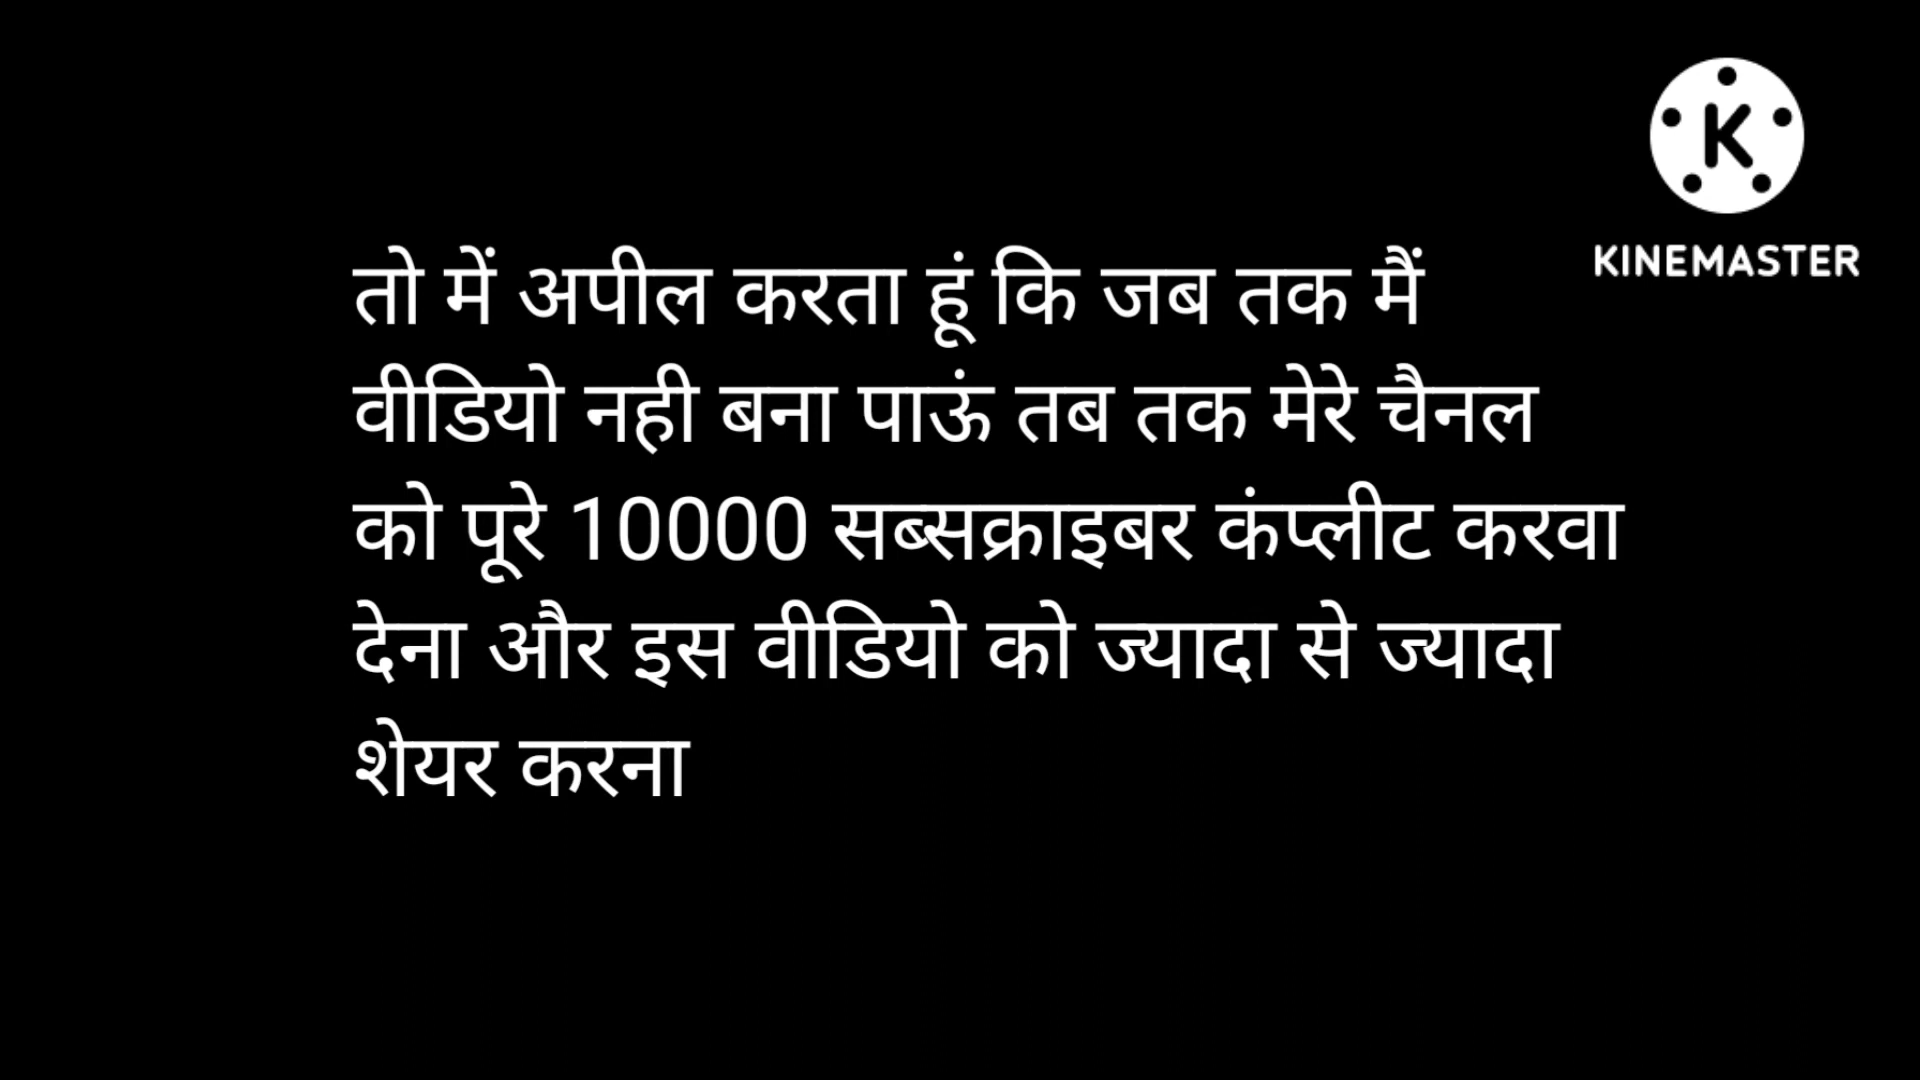 KINEMASTER
तो में अपील करता हूं कि जब तक मैं
वीडियो नही बना पाऊं तब तक मेरे चैनल
को पूरे 10000 सब्सक्राइबर कंप्लीट करवा
देना और इस वीडियो को ज्यादा से ज्यादा
शेयर करना